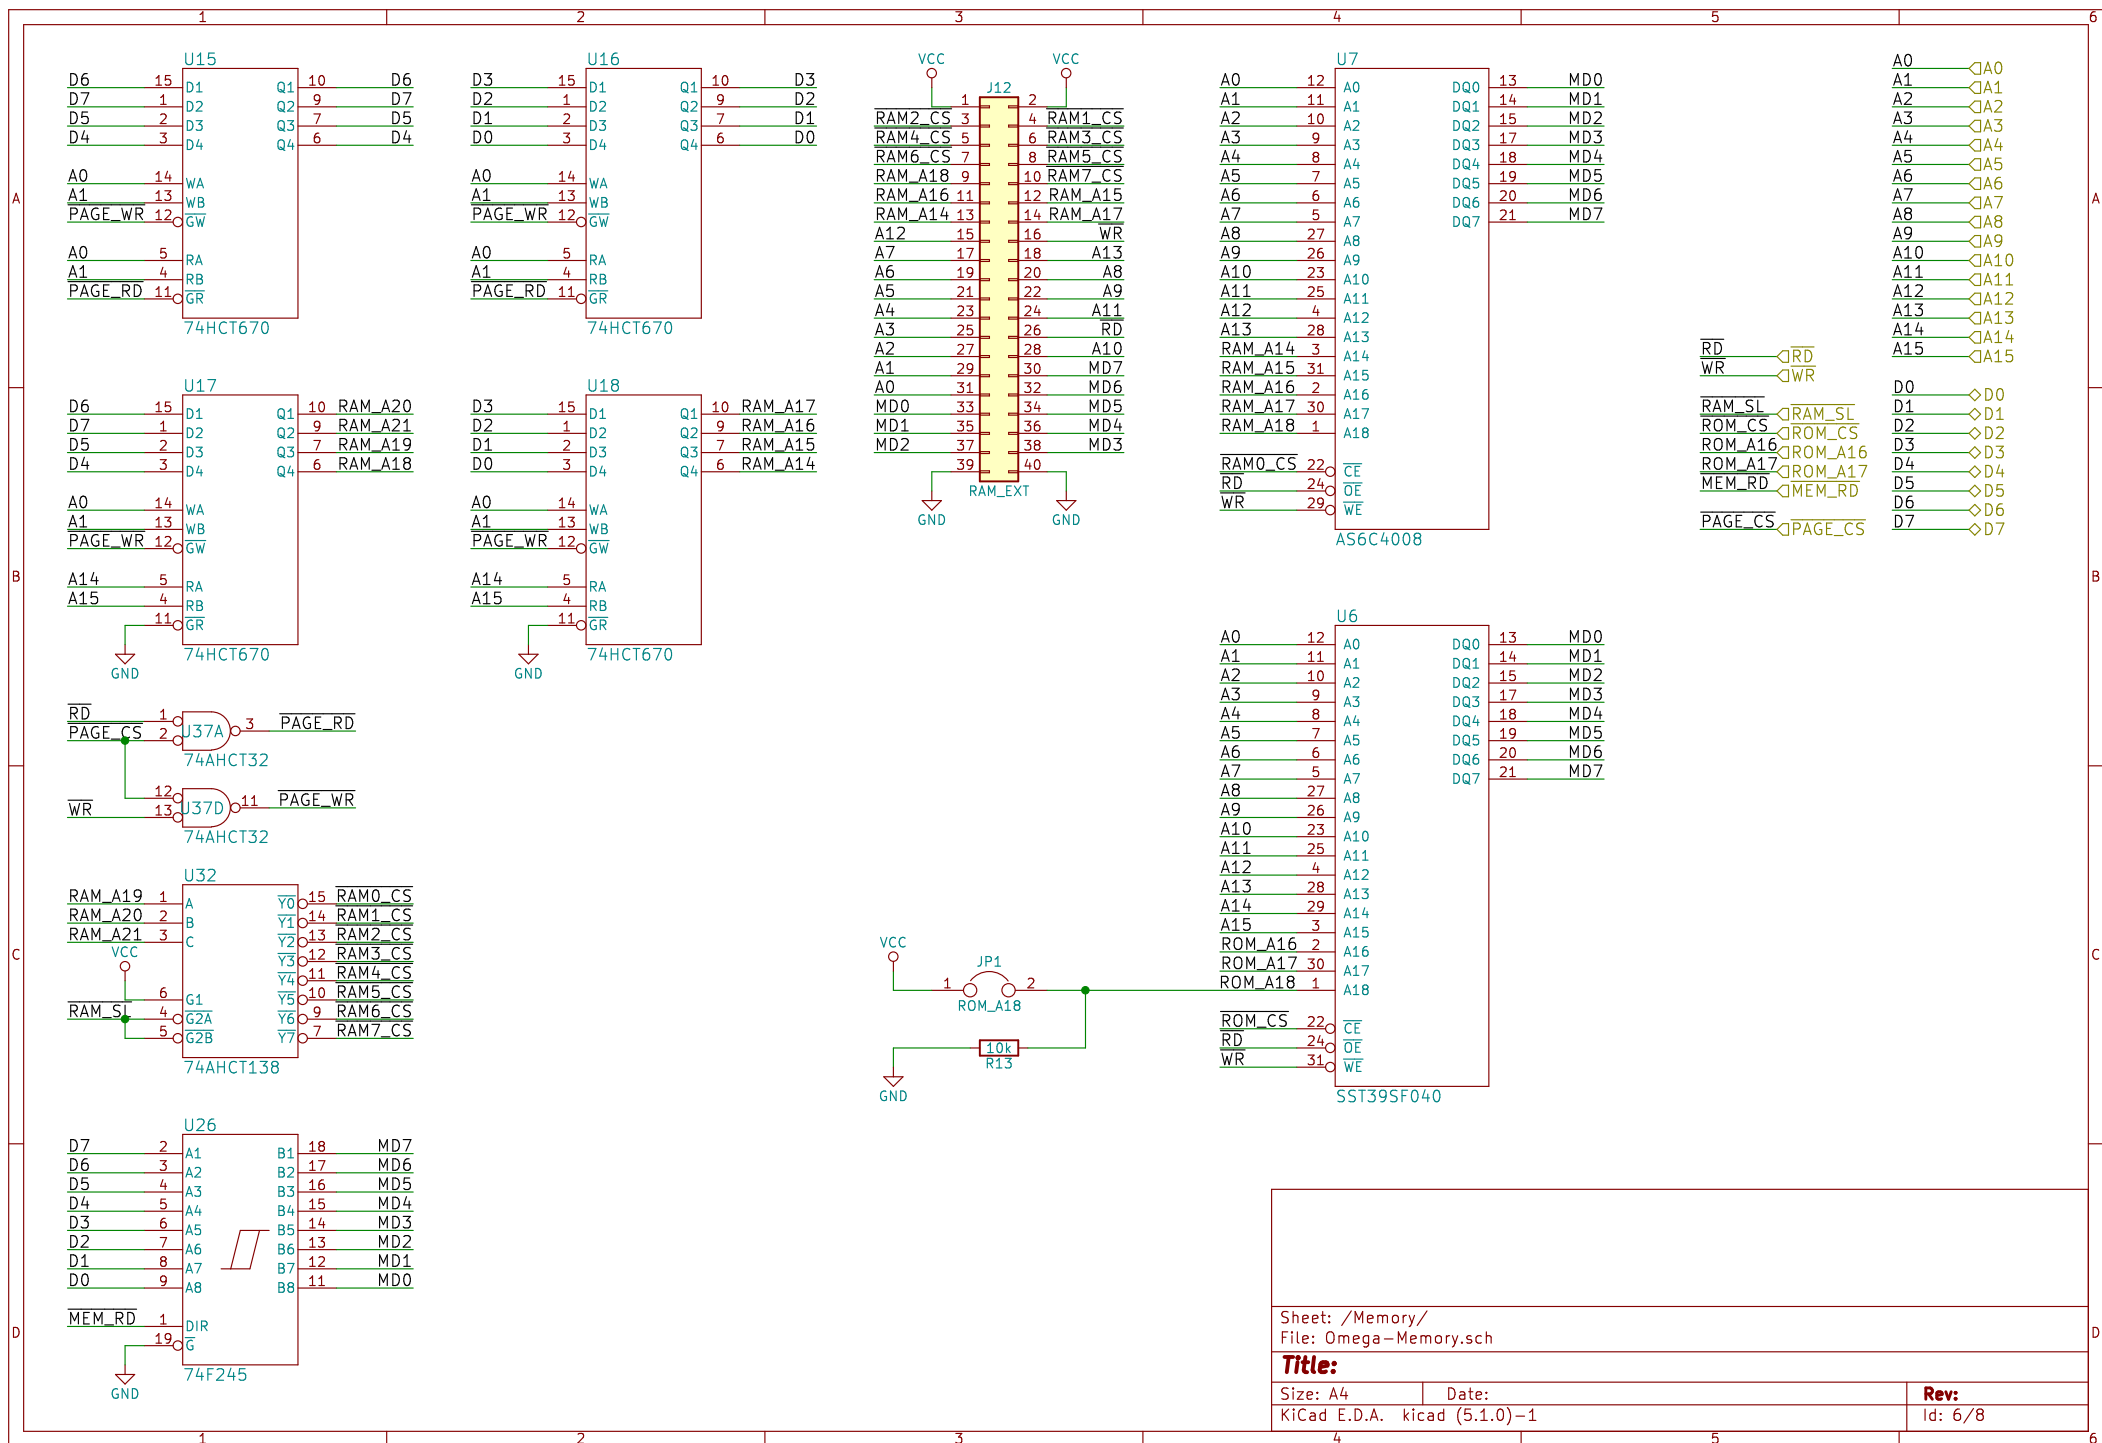 1 2 3 4 5 6
A B C D
U15
D6 15 D1 Q1 10 D6
D7 1 D2 Q2 9 D7
D5 2 D3 Q3 7 D5
D4 3 D4 Q4 6 D4
A0 14 WA
A1 13 WB
PAGE_WR 12 GW
A0 5 RA
A1 4 RB
PAGE_RD 11 GR
74HCT670
U16
D3 15 D1 Q1 10 D3
D2 1 D2 Q2 9 D2
D1 2 D3 Q3 7 D1
D0 3 D4 Q4 6 D0
A0 14 WA
A1 13 WB
PAGE_WR 12 GW
A0 5 RA
A1 4 RB
PAGE_RD 11 GR
74HCT670
U17
D6 15 D1 Q1 10 RAM_A20
D7 1 D2 Q2 9 RAM_A21
D5 2 D3 Q3 7 RAM_A19
D4 3 D4 Q4 6 RAM_A18
A0 14 WA
A1 13 WB
PAGE_WR 12 GW
A14 5 RA
A15 4 RB
11 GR
74HCT670
GND
U18
D3 15 D1 Q1 10 RAM_A17
D2 1 D2 Q2 9 RAM_A16
D1 2 D3 Q3 7 RAM_A15
D0 3 D4 Q4 6 RAM_A14
A0 14 WA
A1 13 WB
PAGE_WR 12 GW
A14 5 RA
A15 4 RB
11 GR
74HCT670
GND
RD 1 U37A 3 PAGE_RD
PAGE_CS 2
74AHCT32
12 U37D 11 PAGE_WR
WR 13
74AHCT32
U32
RAM_A19 1 A Y0 15 RAM0_CS
RAM_A20 2 B Y1 14 RAM1_CS
RAM_A21 3 C Y2 13 RAM2_CS
VCC Y3 12 RAM3_CS
Y4 11 RAM4_CS
6 G1 Y5 10 RAM5_CS
RAM_SL 4 G2A Y6 9 RAM6_CS
5 G2B Y7 7 RAM7_CS
74AHCT138
U26
D7 2 A1 B1 18 MD7
D6 3 A2 B2 17 MD6
D5 4 A3 B3 16 MD5
D4 5 A4 B4 15 MD4
D3 6 A5 B5 14 MD3
D2 7 A6 B6 13 MD2
D1 8 A7 B7 12 MD1
D0 9 A8 B8 11 MD0
MEM_RD 1 DIR
19 G
74F245
GND
VCC VCC
J12
1 2
RAM2_CS 3 4 RAM1_CS
RAM4_CS 5 6 RAM3_CS
RAM6_CS 7 8 RAM5_CS
RAM_A18 9 10 RAM7_CS
RAM_A16 11 12 RAM_A15
RAM_A14 13 14 RAM_A17
A12 15 16 WR
A7 17 18 A13
A6 19 20 A8
A5 21 22 A9
A4 23 24 A11
A3 25 26 RD
A2 27 28 A10
A1 29 30 MD7
A0 31 32 MD6
MD0 33 34 MD5
MD1 35 36 MD4
MD2 37 38 MD3
39 40
RAM_EXT
GND GND
VCC
JP1
1 2
ROM_A18
10k
R13
GND
U7
A0 12 A0 DQ0 13 MD0
A1 11 A1 DQ1 14 MD1
A2 10 A2 DQ2 15 MD2
A3 9 A3 DQ3 17 MD3
A4 8 A4 DQ4 18 MD4
A5 7 A5 DQ5 19 MD5
A6 6 A6 DQ6 20 MD6
A7 5 A7 DQ7 21 MD7
A8 27 A8
A9 26 A9
A10 23 A10
A11 25 A11
A12 4 A12
A13 28 A13
RAM_A14 3 A14
RAM_A15 31 A15
RAM_A16 2 A16
RAM_A17 30 A17
RAM_A18 1 A18
RAM0_CS 22 CE
RD 24 OE
WR 29 WE
AS6C4008
U6
A0 12 A0 DQ0 13 MD0
A1 11 A1 DQ1 14 MD1
A2 10 A2 DQ2 15 MD2
A3 9 A3 DQ3 17 MD3
A4 8 A4 DQ4 18 MD4
A5 7 A5 DQ5 19 MD5
A6 6 A6 DQ6 20 MD6
A7 5 A7 DQ7 21 MD7
A8 27 A8
A9 26 A9
A10 23 A10
A11 25 A11
A12 4 A12
A13 28 A13
A14 29 A14
A15 3 A15
ROM_A16 2 A16
ROM_A17 30 A17
ROM_A18 1 A18
ROM_CS 22 CE
RD 24 OE
WR 31 WE
SST39SF040
RD RD
WR WR
RAM_SL RAM_SL
ROM_CS ROM_CS
ROM_A16 ROM_A16
ROM_A17 ROM_A17
MEM_RD MEM_RD
PAGE_CS PAGE_CS
A0 A0
A1 A1
A2 A2
A3 A3
A4 A4
A5 A5
A6 A6
A7 A7
A8 A8
A9 A9
A10 A10
A11 A11
A12 A12
A13 A13
A14 A14
A15 A15
D0 D0
D1 D1
D2 D2
D3 D3
D4 D4
D5 D5
D6 D6
D7 D7
Sheet: /Memory/
File: Omega-Memory.sch
Title:
Size: A4 Date: Rev:
KiCad E.D.A. kicad (5.1.0)-1 Id: 6/8
A B C D
1 2 3 4 5 6